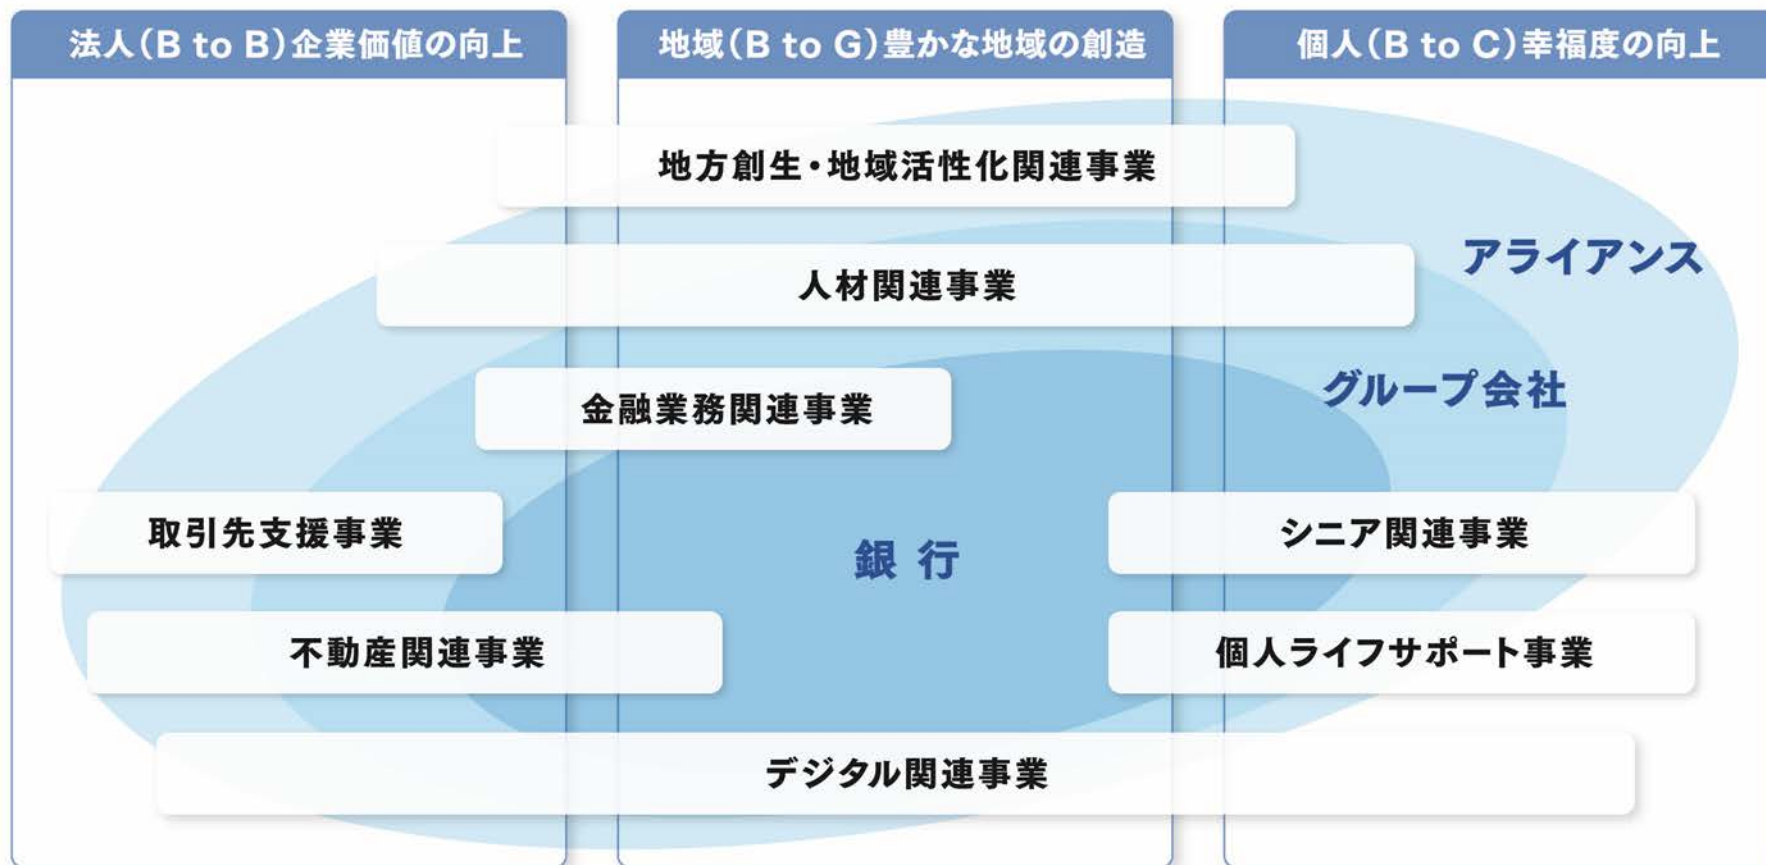 法人(B to B)企業価値の向上
地域(B to G)豊かな地域の創造
個人(B to C)幸福度の向上
地方創生・地域活性化関連事業
アライアンス
人材関連事業
グループ会社
金融業務関連事業
取引先支援事業
シニア関連事業
銀行
不動産関連事業
個人ライフサポート事業
デジタル関連事業